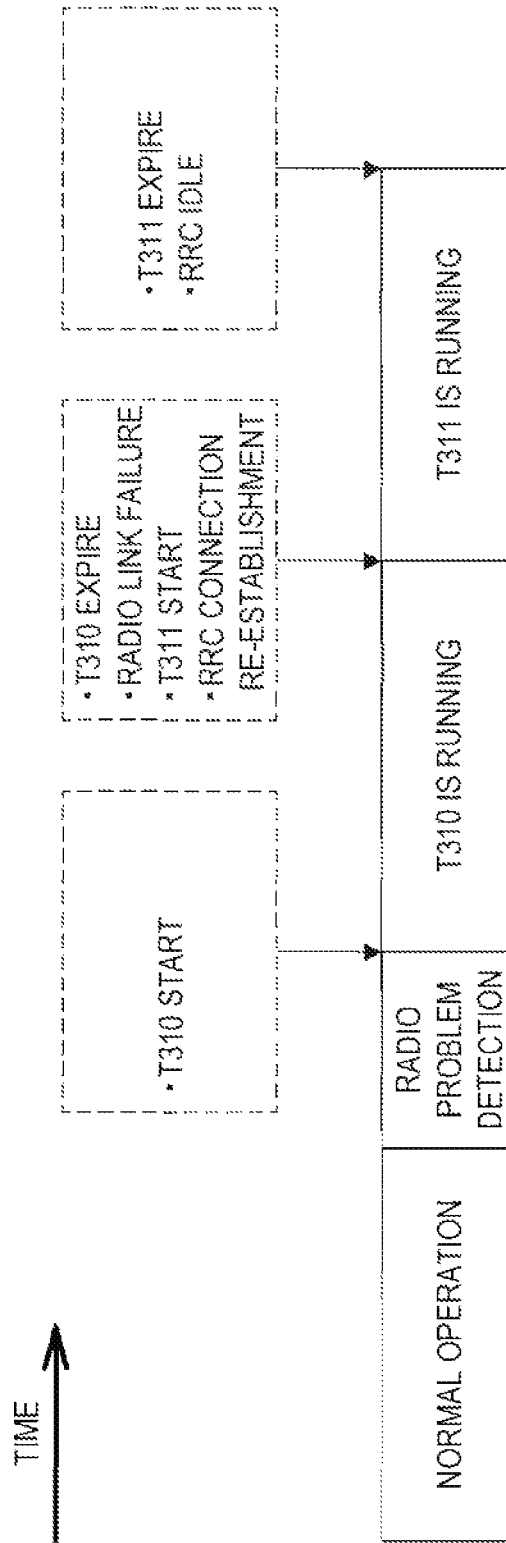 TIME
• T310 START
• T310 EXPIRE
• RADIO LINK FAILURE
• T311 START
• RRC CONNECTION
RE-ESTABLISHMENT
• T311 EXPIRE
• RRC IDLE
NORMAL OPERATION
RADIO
PROBLEM
DETECTION
T310 IS RUNNING
T311 IS RUNNING